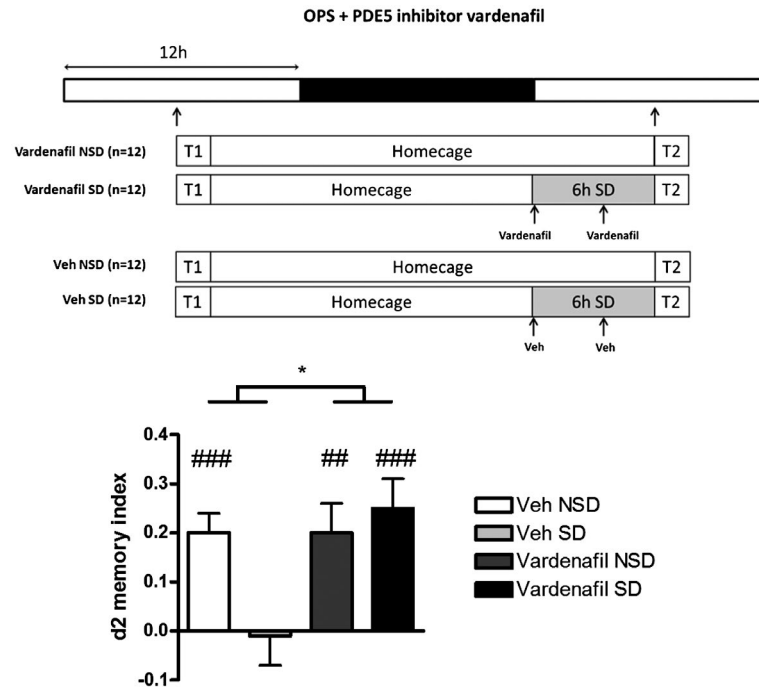 OPS + PDE5 inhibitor vardenafil
12h
Vardenafil NSD (n=12) T1 Homecage T2
Vardenafil SD (n=12) T1 Homecage 6h SD T2
Vardenafil Vardenafil
Veh NSD (n=12) T1 Homecage T2
Veh SD (n=12) T1 Homecage 6h SD T2
Veh Veh
*
0.4
### ## ###
0.3
0.2
0.1
0.0
-0.1
d2 memory index
Veh NSD
Veh SD
Vardenafil NSD
Vardenafil SD